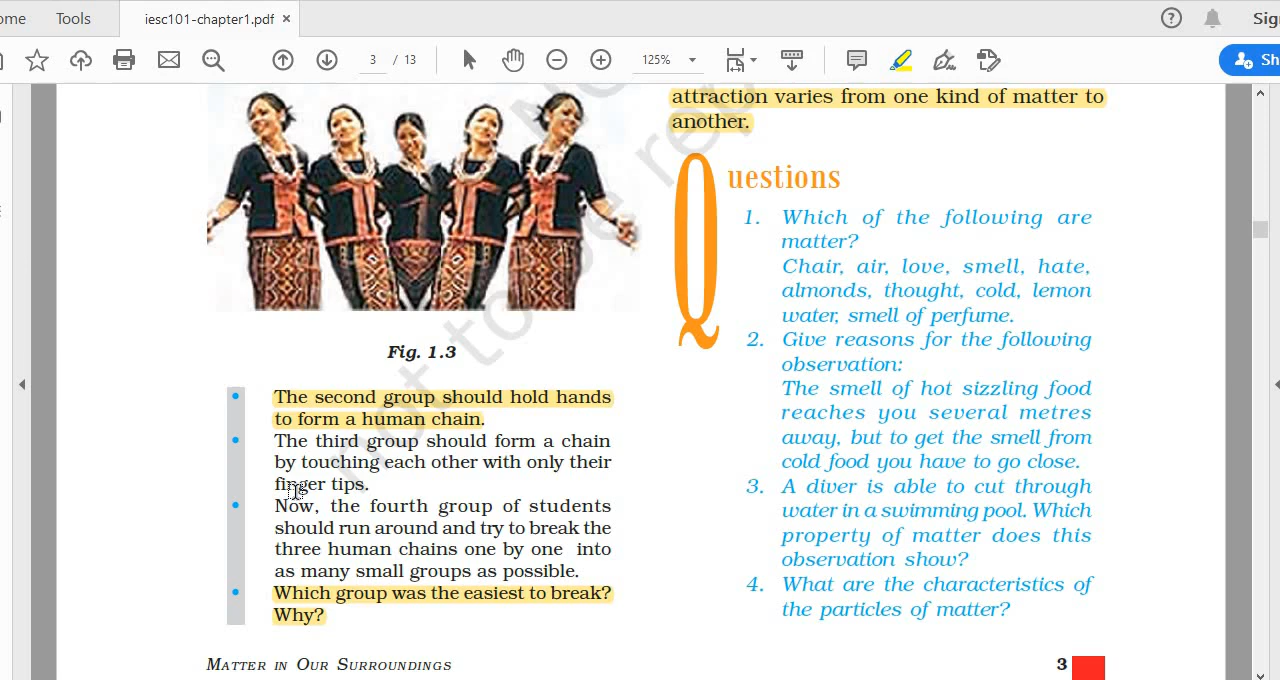 ome
Tools
iesc101-chapter1.pdf ×
?
Sig
3 / 13
125%
Sh
attraction varies from one kind of matter to
another.
Fig. 1.3
• The second group should hold hands
to form a human chain.
• The third group should form a chain
by touching each other with only their
finger tips.
• Now, the fourth group of students
should run around and try to break the
three human chains one by one into
as many small groups as possible.
• Which group was the easiest to break?
Why?
Questions
1. Which of the following are
matter?
Chair, air, love, smell, hate,
almonds, thought, cold, lemon
water, smell of perfume.
2. Give reasons for the following
observation:
The smell of hot sizzling food
reaches you several metres
away, but to get the smell from
cold food you have to go close.
3. A diver is able to cut through
water in a swimming pool. Which
property of matter does this
observation show?
4. What are the characteristics of
the particles of matter?
MATTER IN OUR SURROUNDINGS
3
not to be rep